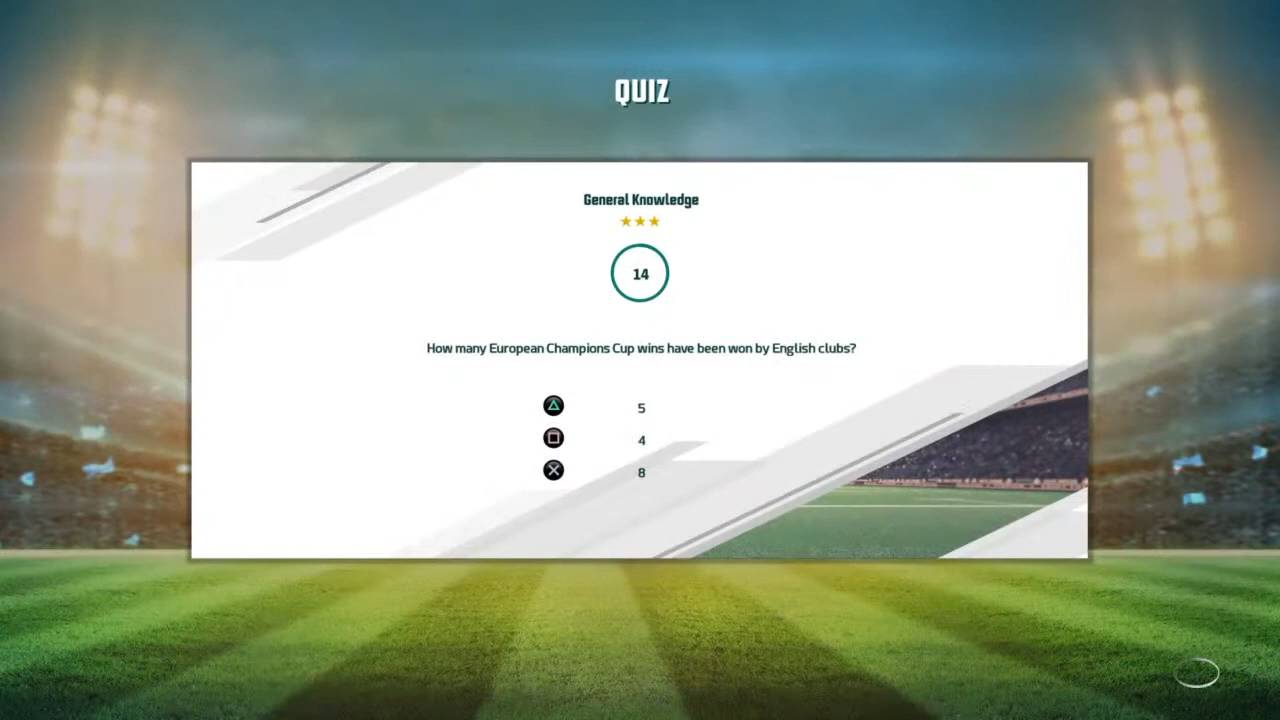 QUIZ
General Knowledge
14
How many European Champions Cup wins have been won by English clubs?
5
4
8